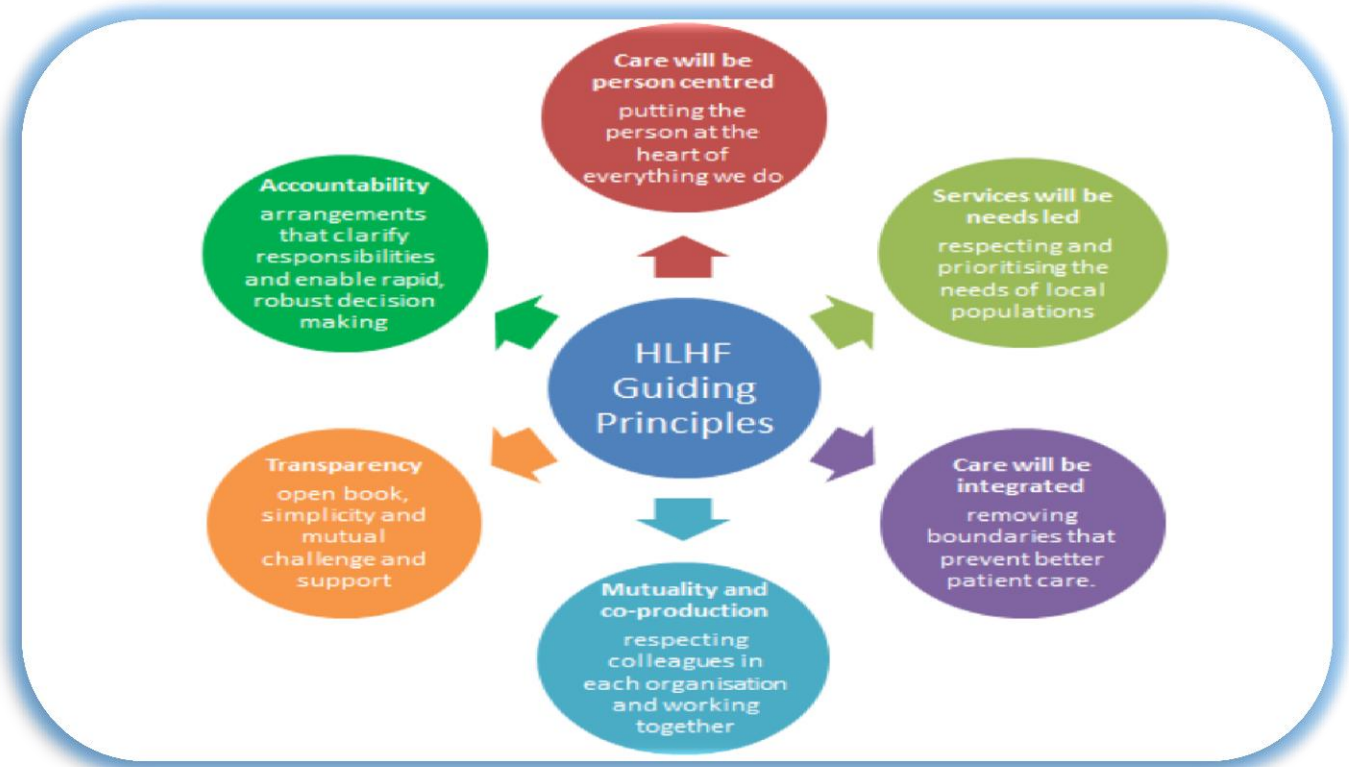 Care will be
person centred
putting the
person at the
heart of
everything we do
Services will be
needs led
respecting and
prioritising the
needs of local
populations
Care will be
integrated
removing
boundaries that
prevent better
patient care.
Mutuality and
co-production
respecting
colleagues in
each organisation
and working
together
Transparency
open book,
simplicity and
mutual
challenge and
support
Accountability
arrangements
that clarify
responsibilities
and enable rapid,
robust decision
making
HLHF
Guiding
Principles